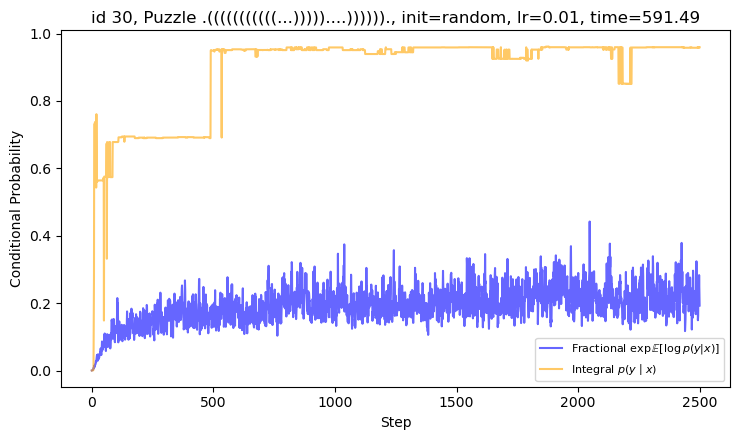 id 30, Puzzle .(((((((((((...)))))....))))))., init=random, lr=0.01, time=591.49
Conditional Probability
1.0
0.8
0.6
0.4
0.2
0.0
0
500
1000
1500
2000
2500
Step
Fractional exp𝔼[log p(y|x)]
Integral p(y | x)